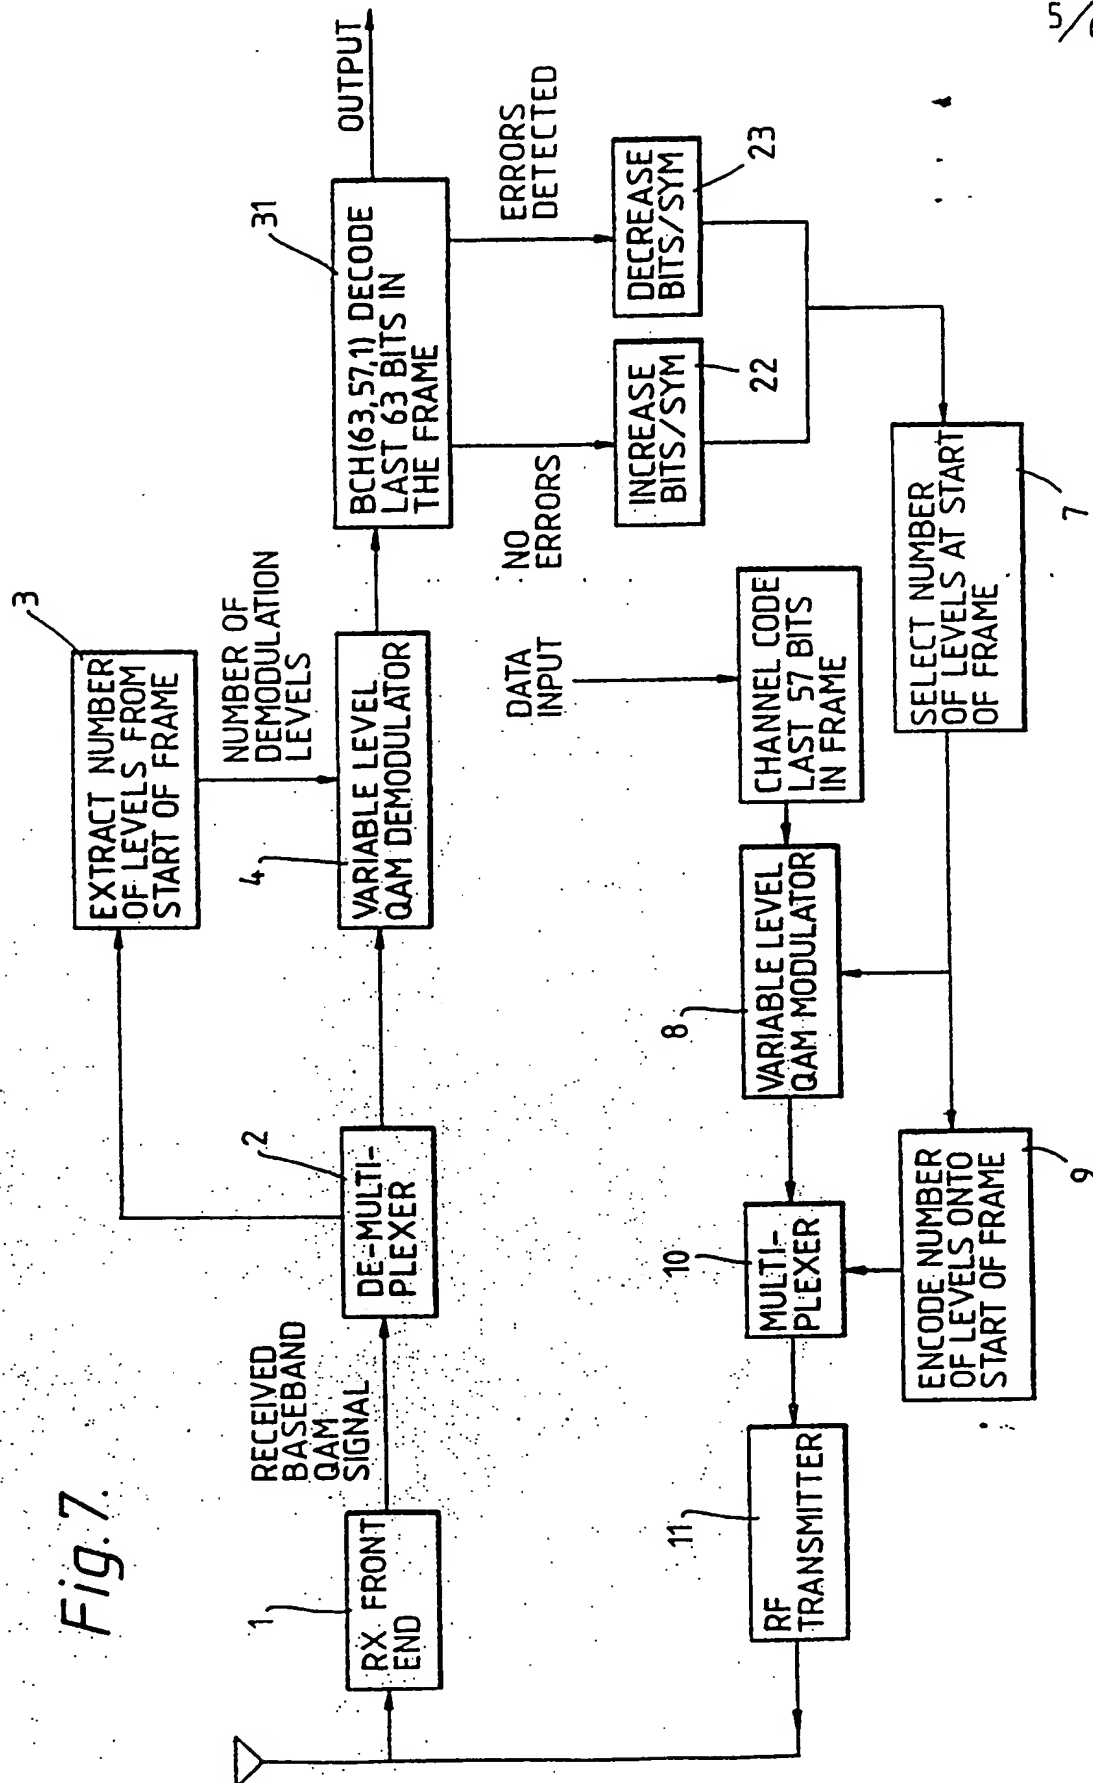 5/6
Fig. 7.
1
RX FRONT
END
RECEIVED
BASEBAND
QAM
SIGNAL
2
DE-MULTI-
PLEXER
3
EXTRACT NUMBER
OF LEVELS FROM
START OF FRAME
NUMBER OF
DEMODULATION
LEVELS
4
VARIABLE LEVEL
QAM DEMODULATOR
31
BCH(63,57,1) DECODE
LAST 63 BITS IN
THE FRAME
OUTPUT
NO
ERRORS
ERRORS
DETECTED
INCREASE
BITS/SYM
22
DECREASE
BITS/SYM
23
DATA
INPUT
CHANNEL CODE
LAST 57 BITS
IN FRAME
SELECT NUMBER
OF LEVELS AT START
OF FRAME
7
8
VARIABLE LEVEL
QAM MODULATOR
10
MULTI-
PLEXER
ENCODE NUMBER
OF LEVELS ONTO
START OF FRAME
9
11
RF
TRANSMITTER